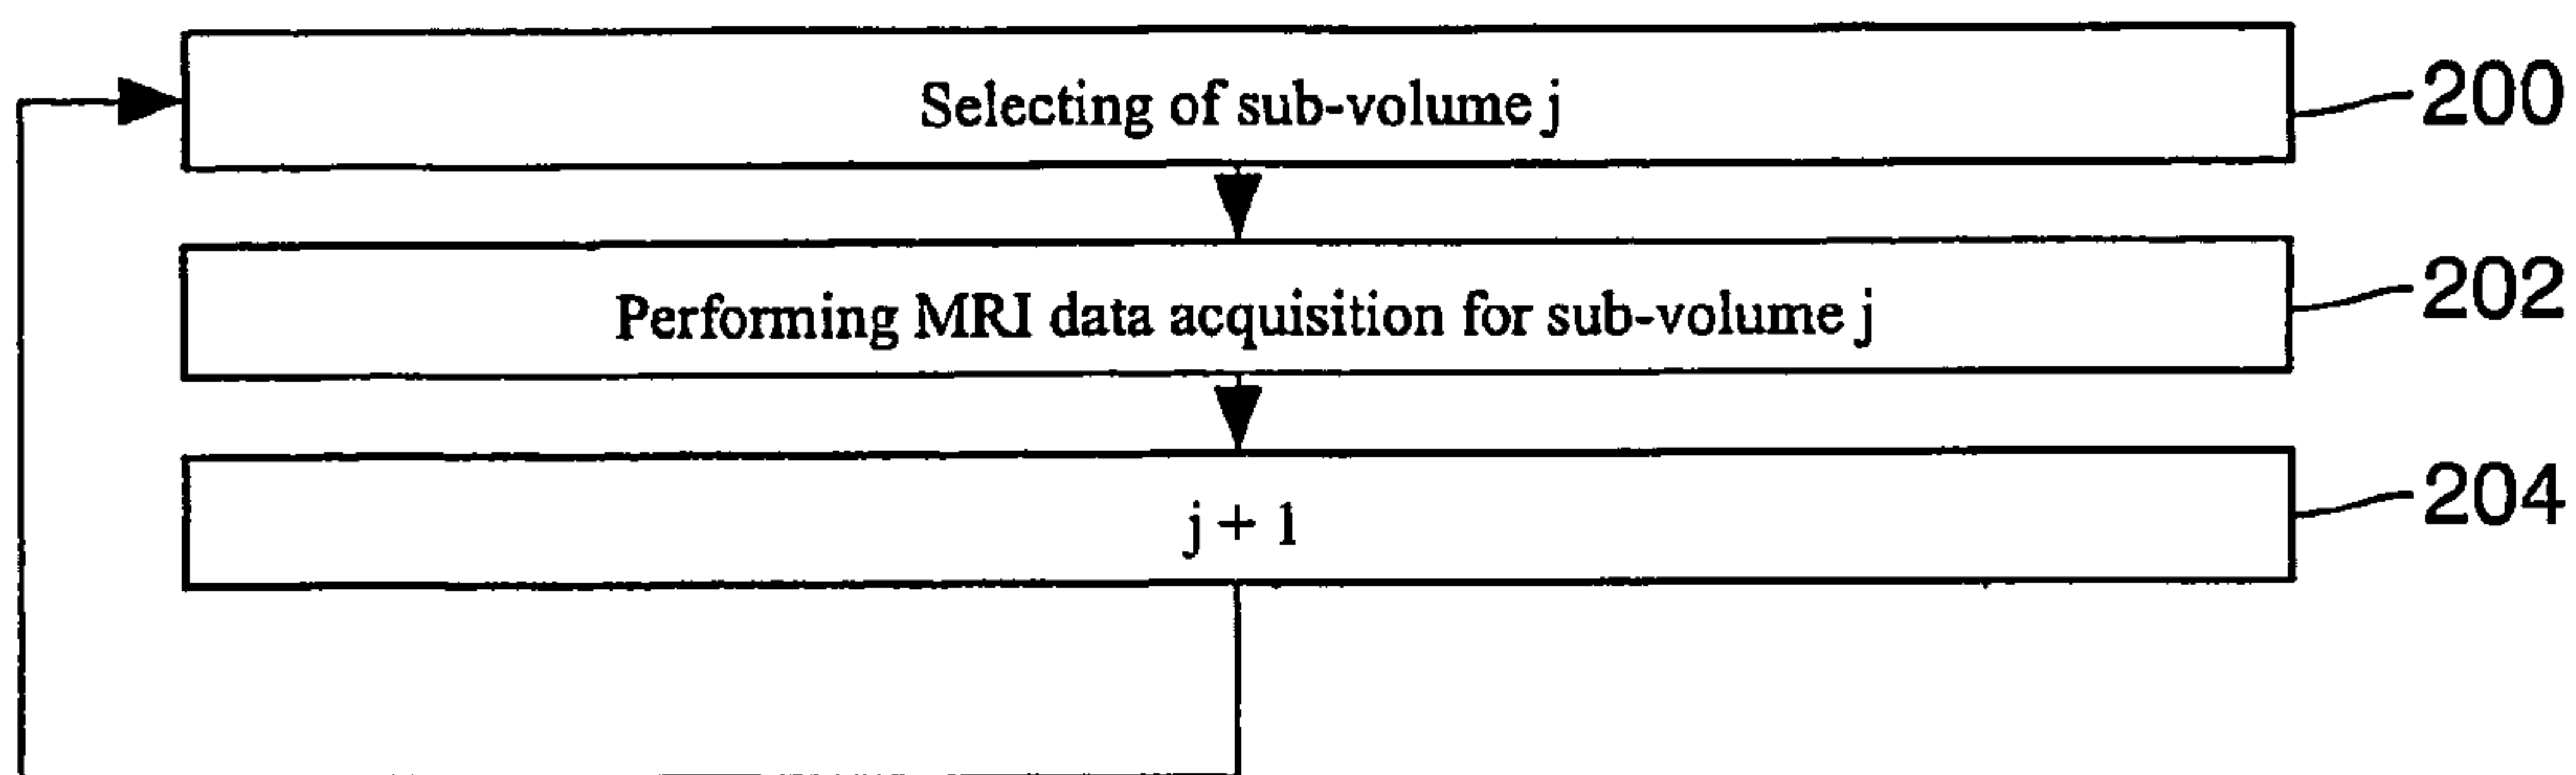 Selecting of sub-volume j
200
Performing MRI data acquisition for sub-volume j
202
j + 1
204